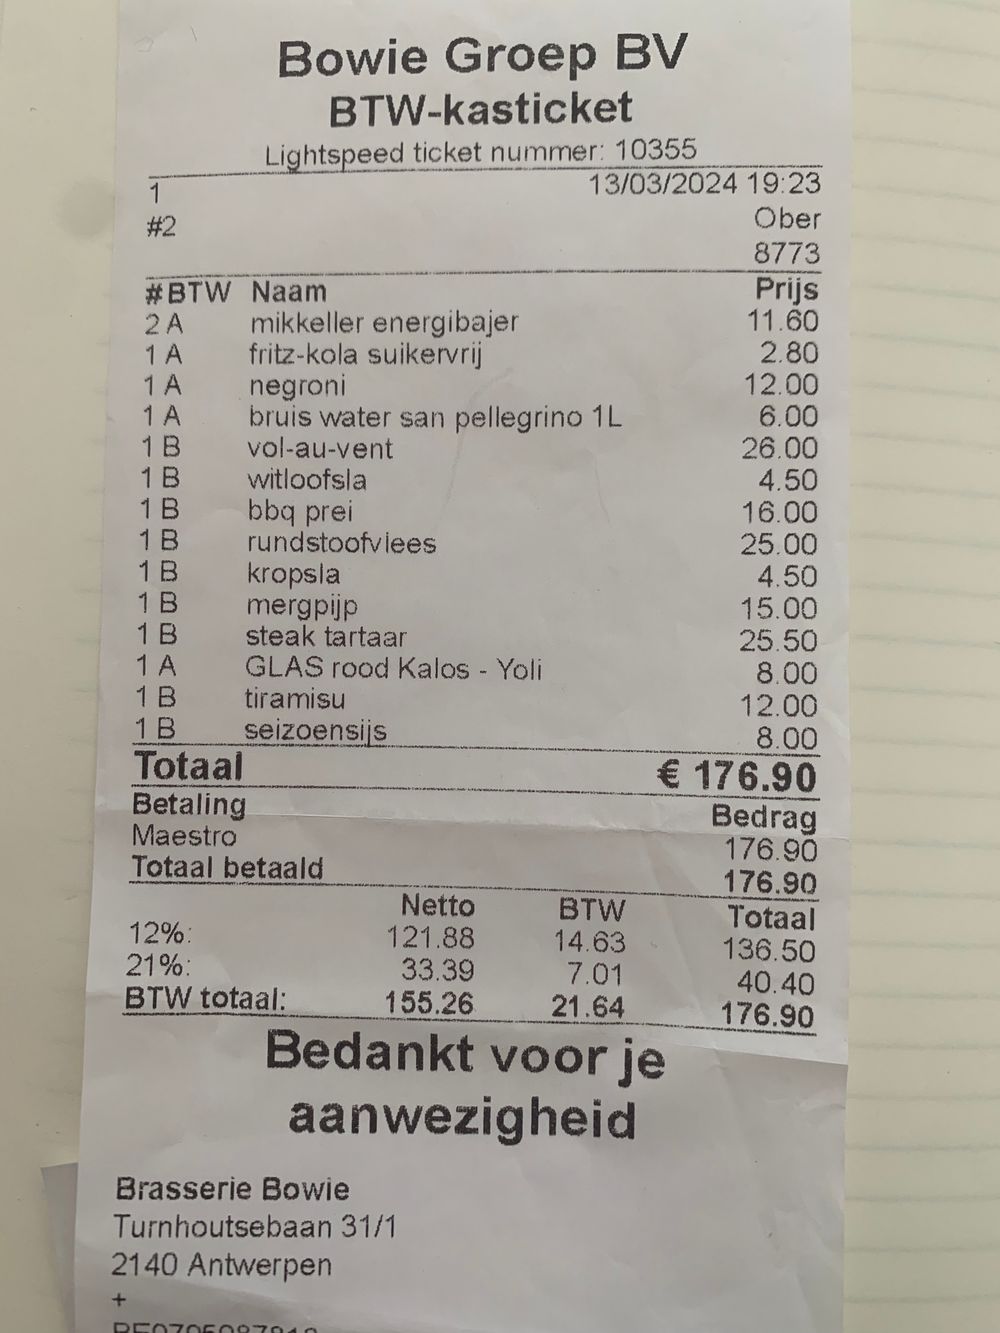 Bowie Groep BV
BTW-kasticket
Lightspeed ticket nummer: 10355
1 13/03/2024 19:23
#2 Ober
8773
# BTW Naam Prijs
2 A mikkeller energibajer 11.60
1 A fritz-kola suikervrij 2.80
1 A negroni 12.00
1 A bruis water san pellegrino 1L 6.00
1 B vol-au-vent 26.00
1 B witloofsla 4.50
1 B bbq prei 16.00
1 B rundstoofvlees 25.00
1 B kropsla 4.50
1 B mergpijp 15.00
1 B steak tartaar 25.50
1 A GLAS rood Kalos - Yoli 8.00
1 B tiramisu 12.00
1 B seizoensijs 8.00
Totaal € 176.90
Betaling Bedrag
Maestro 176.90
Totaal betaald 176.90
Netto BTW Totaal
12%: 121.88 14.63 136.50
21%: 33.39 7.01 40.40
BTW totaal: 155.26 21.64 176.90
Bedankt voor je
aanwezigheid
Brasserie Bowie
Turnhoutsebaan 31/1
2140 Antwerpen
+